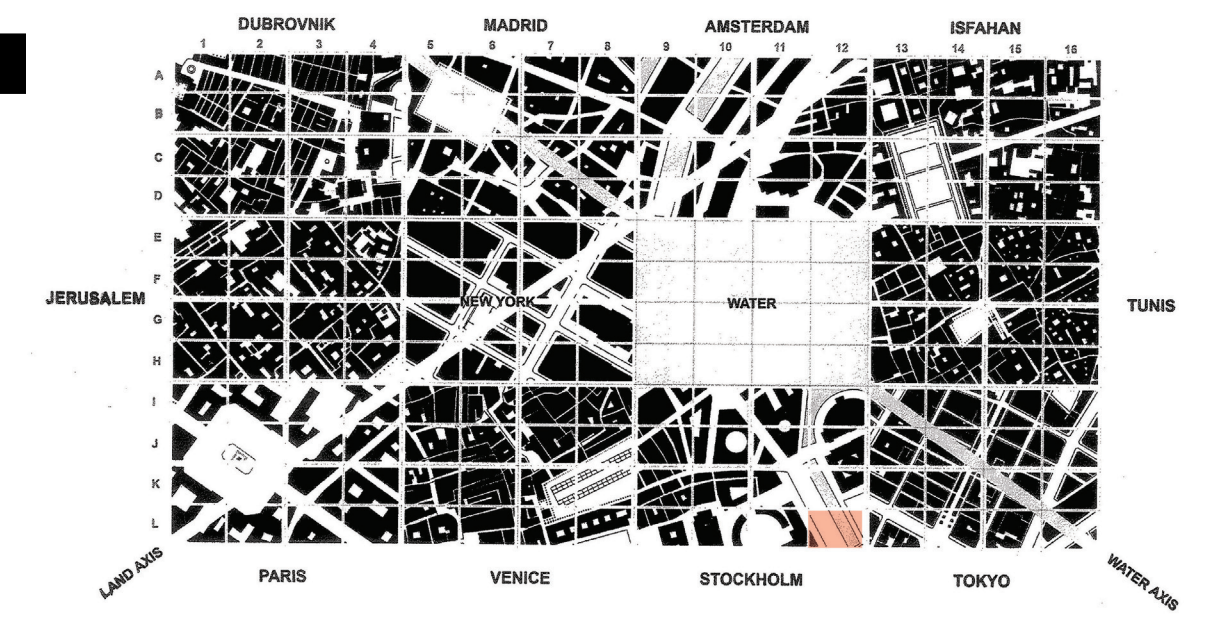 DUBROVNIK MADRID AMSTERDAM ISFAHAN
1 2 3 4 5 6 7 8 9 10 11 12 13 14 15 16
A
B
C
D
E
F
JERUSALEM NEW YORK WATER TUNIS
G
H
I
J
K
L
LAND AXIS PARIS VENICE STOCKHOLM TOKYO WATER AXIS